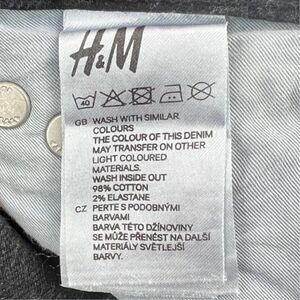 H&M
40
GB WASH WITH SIMILAR
COLOURS
THE COLOUR OF THIS DENIM
MAY TRANSFER ON OTHER
LIGHT COLOURED
MATERIALS.
WASH INSIDE OUT
98% COTTON
2% ELASTANE
CZ PERTE S PODOBNÝMI
BARVAMI
BARVA TÉTO DŽÍNOVINY
SE MŮŽE PŘENÉST NA DALŠÍ
MATERIÁLY SVĚTLEJŠÍ
BARVY.